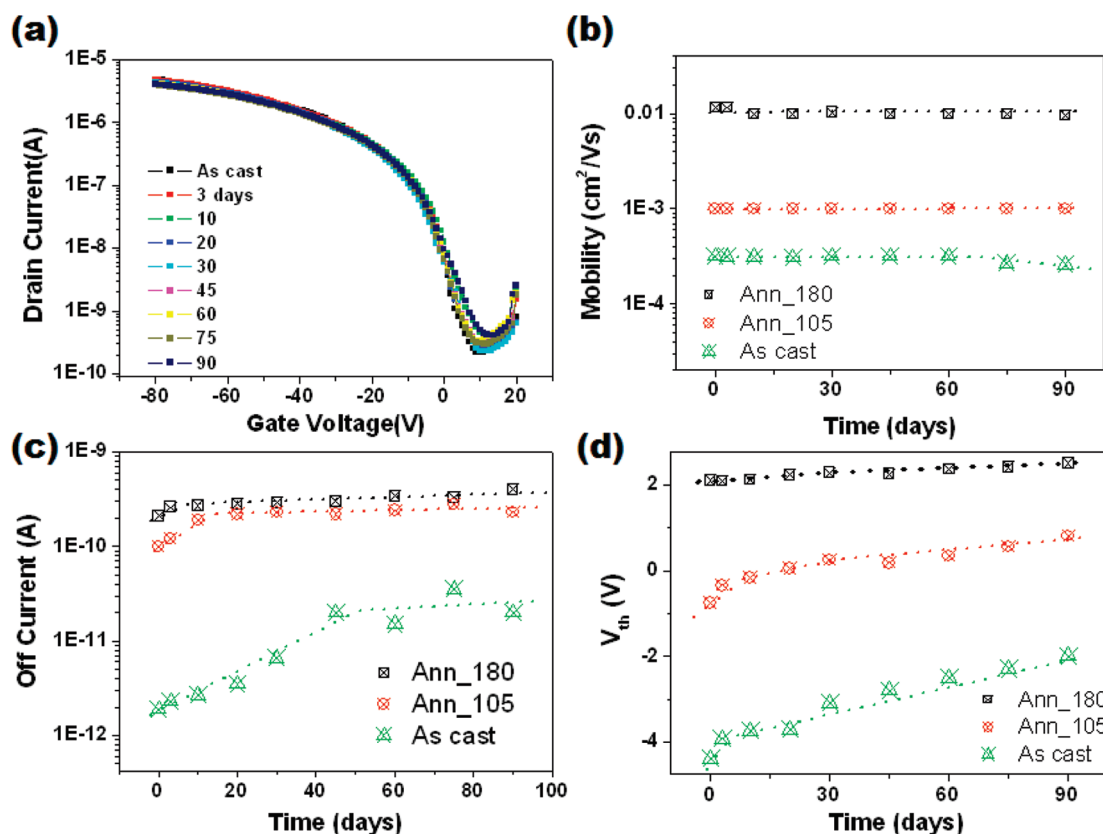 (a)
1E-5
1E-6
1E-7
1E-8
1E-9
1E-10
Drain Current(A)
As cast
3 days
10
20
30
45
60
75
90
-80 -60 -40 -20 0 20
Gate Voltage(V)
(b)
0.01
1E-3
1E-4
Mobility (cm²/Vs)
Ann_180
Ann_105
As cast
0 30 60 90
Time (days)
(c)
1E-9
1E-10
1E-11
1E-12
Off Current (A)
Ann_180
Ann_105
As cast
0 20 40 60 80 100
Time (days)
(d)
2
0
-2
-4
Vth (V)
Ann_180
Ann_105
As cast
0 30 60 90
Time (days)